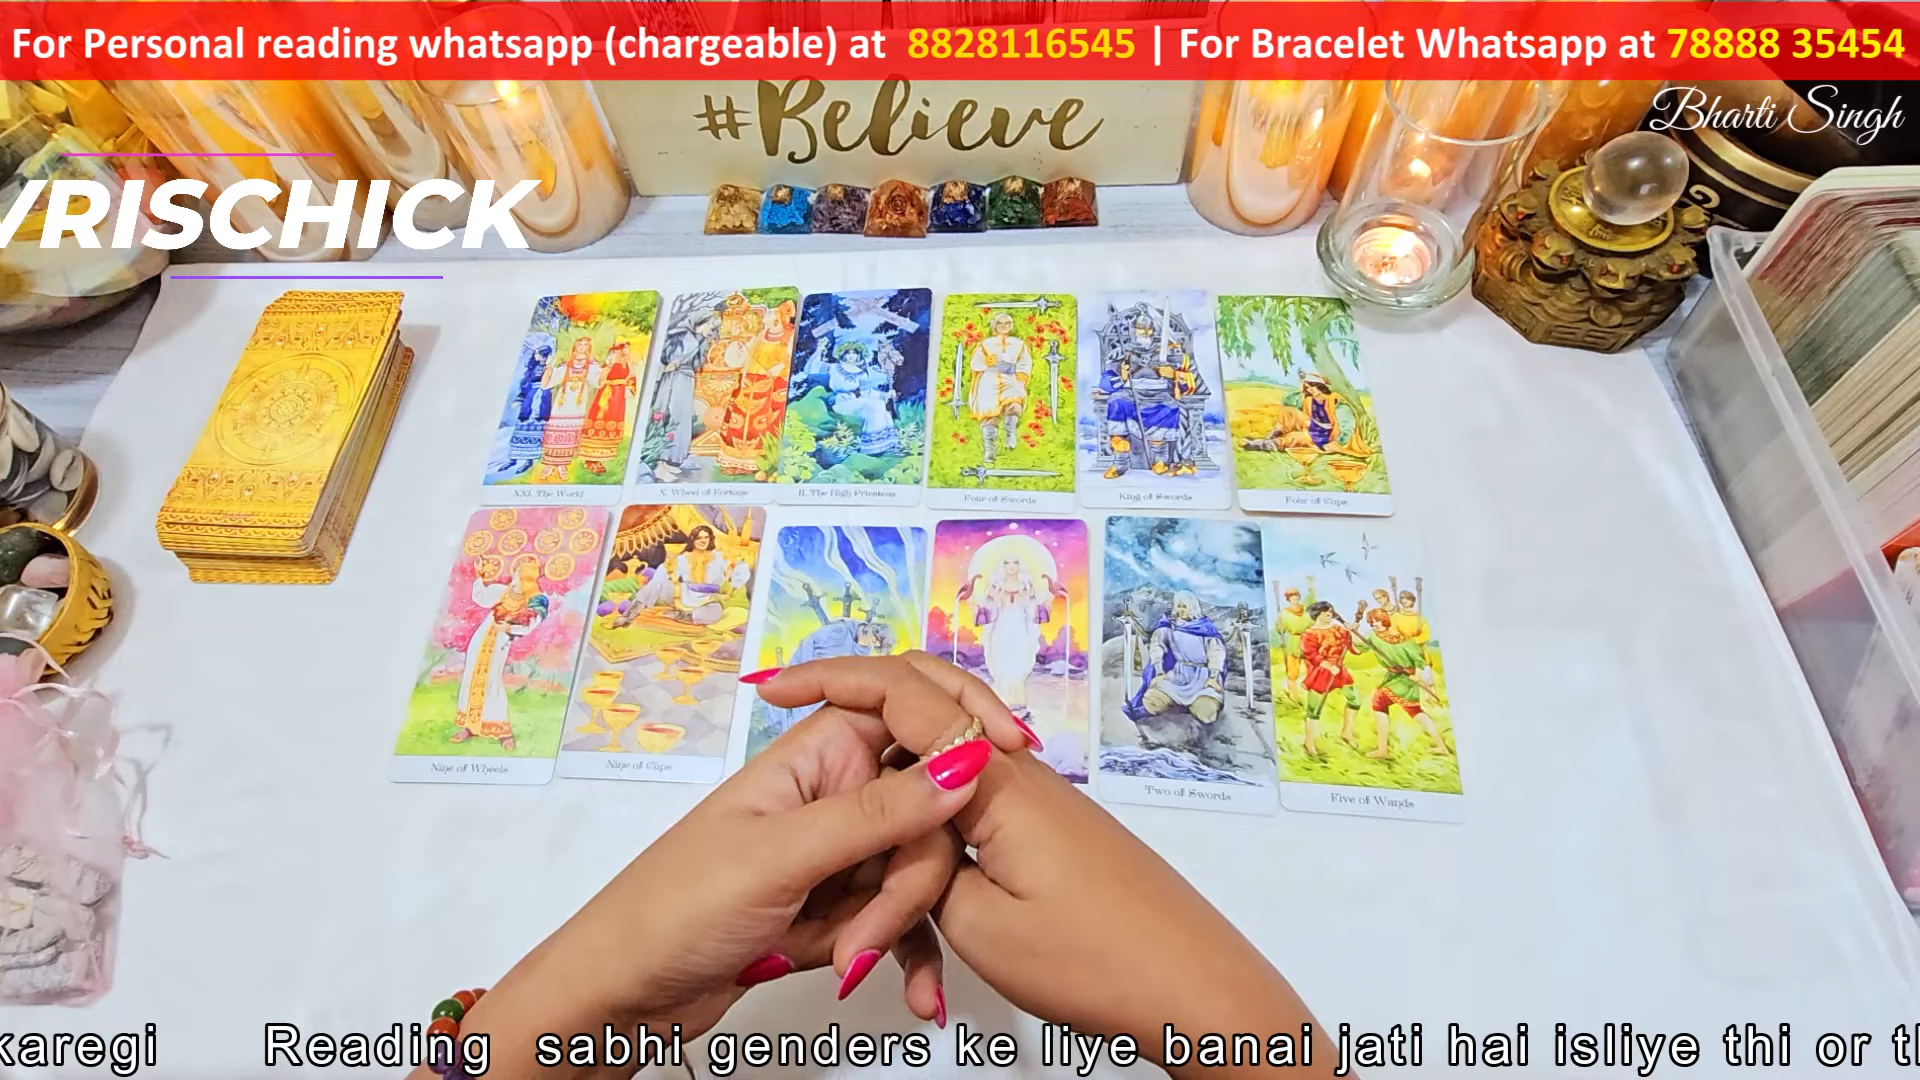 For Personal reading whatsapp (chargeable) at 8828116545 | For Bracelet Whatsapp at 78888 35454
#Believe
Bharti Singh
VRISCHICK
XXI. The World
X. Wheel of Fortune
II. The High Priestess
Four of Swords
King of Swords
Four of Cups
Nine of Wheels
Nine of Cups
Two of Swords
Five of Wands
karegi Reading sabhi genders ke liye banai jati hai isliye thi or